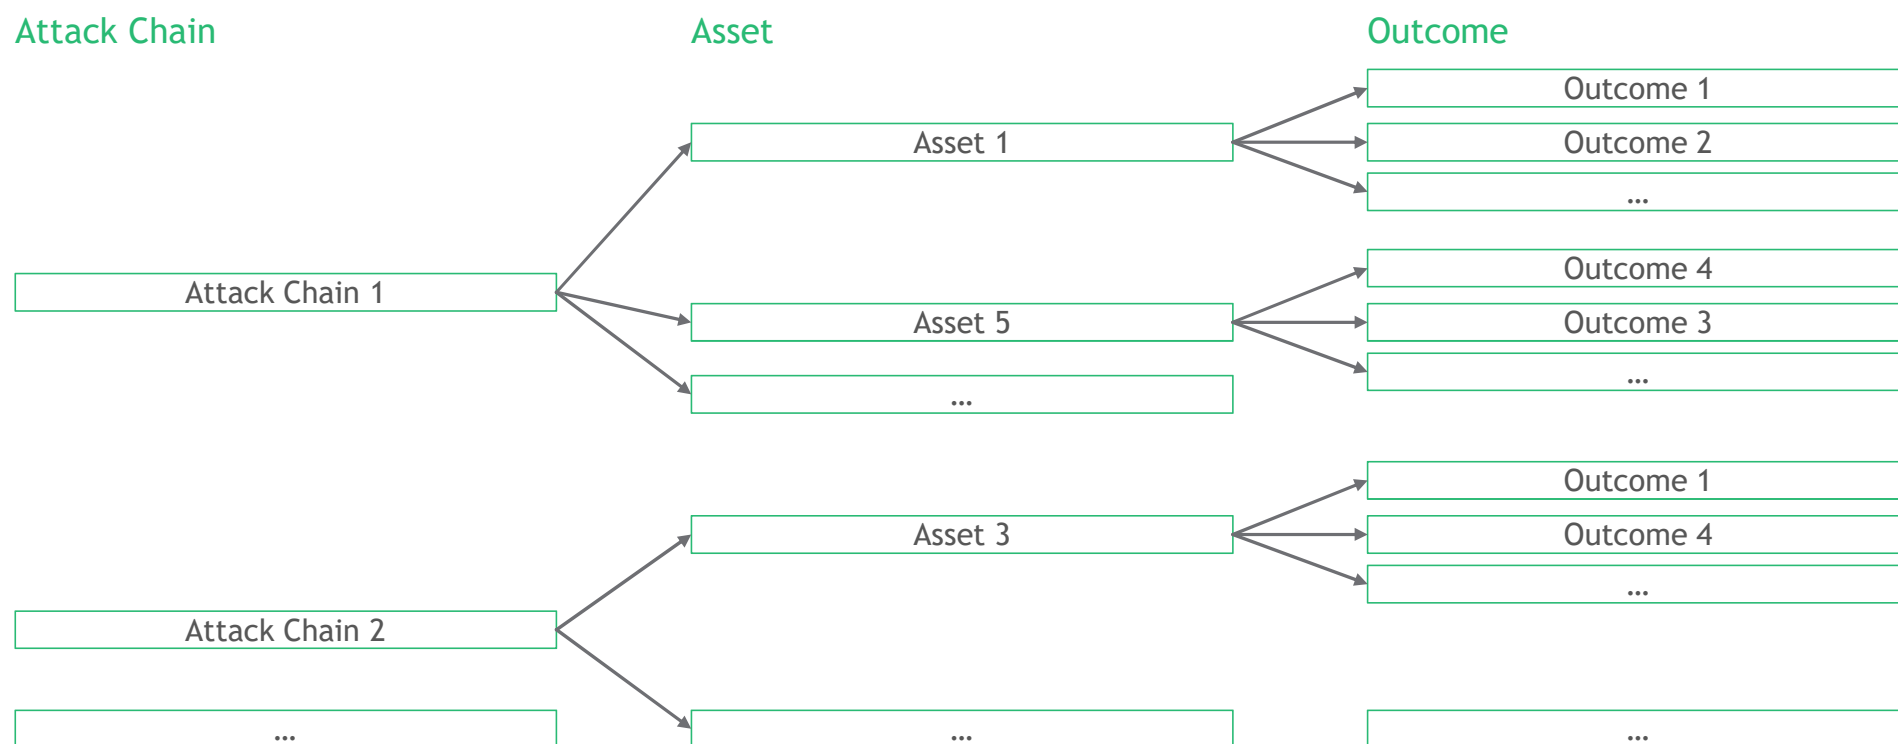 Attack Chain
Asset
Outcome
Outcome 1
Asset 1
Outcome 2
…
Outcome 4
Attack Chain 1
Asset 5
Outcome 3
…
…
Outcome 1
Asset 3
Outcome 4
…
Attack Chain 2
…
…
…